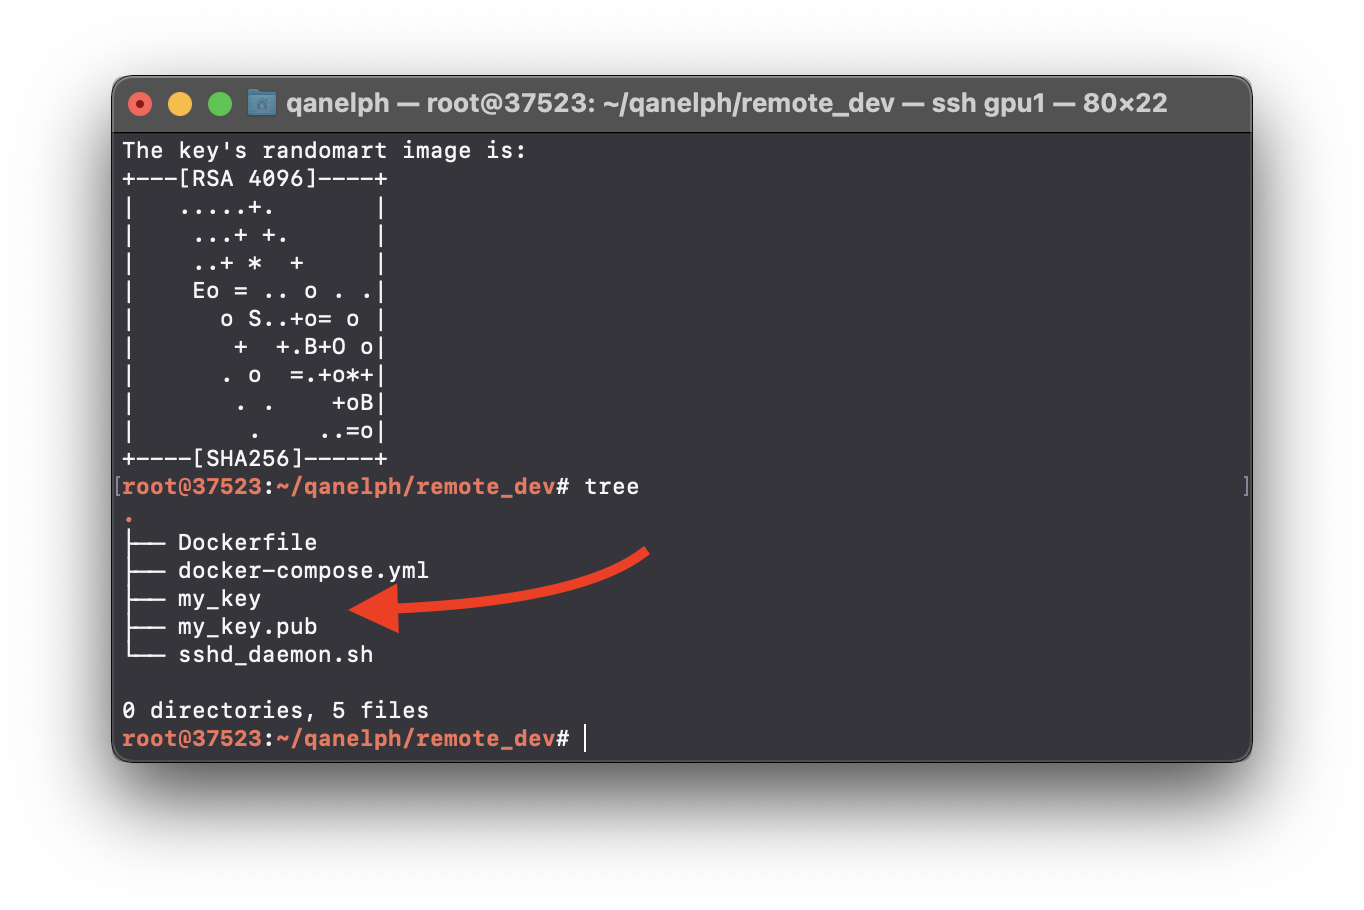 qanelph — root@37523: ~/qanelph/remote_dev — ssh gpu1 — 80×22
The key's randomart image is:
+---[RSA 4096]----+
|   .....+.       |
|    ...+ +.      |
|    ..+ *  +     |
|    Eo = .. o . .|
|      o S..+o= o |
|       +  +.B+O o|
|      . o  =.+o*+|
|       . .    +oB|
|        .    ..=o|
+----[SHA256]-----+
[root@37523:~/qanelph/remote_dev# tree ]
.
├── Dockerfile
├── docker-compose.yml
├── my_key
├── my_key.pub
└── sshd_daemon.sh
0 directories, 5 files
root@37523:~/qanelph/remote_dev#